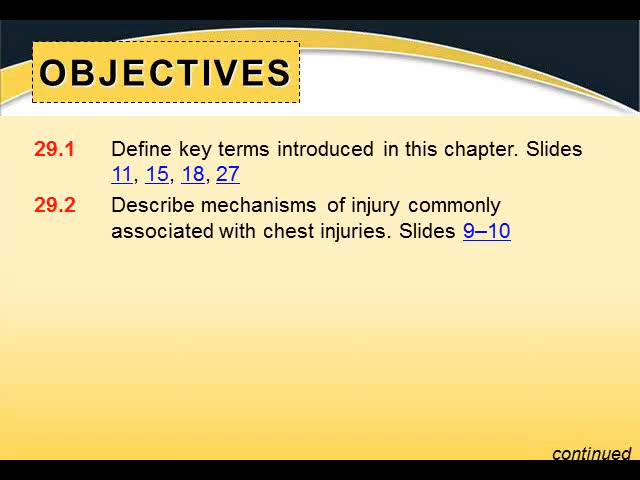 OBJECTIVES
29.1 Define key terms introduced in this chapter. Slides
11, 15, 18, 27
29.2 Describe mechanisms of injury commonly
associated with chest injuries. Slides 9–10
continued